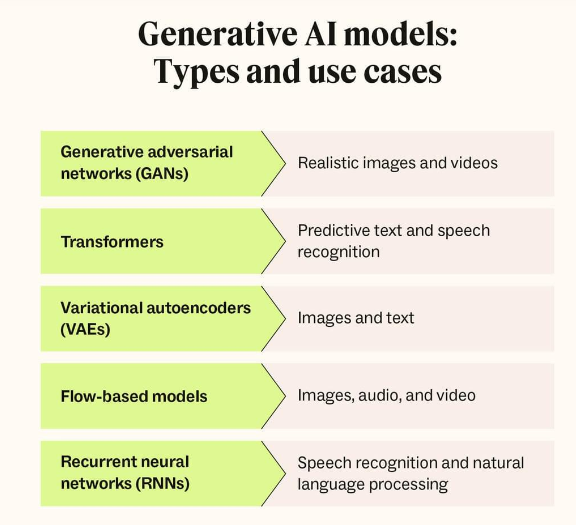 Generative AI models:
Types and use cases
Generative adversarial
networks (GANs)
Realistic images and videos
Transformers
Predictive text and speech
recognition
Variational autoencoders
(VAEs)
Images and text
Flow-based models
Images, audio, and video
Recurrent neural
networks (RNNs)
Speech recognition and natural
language processing